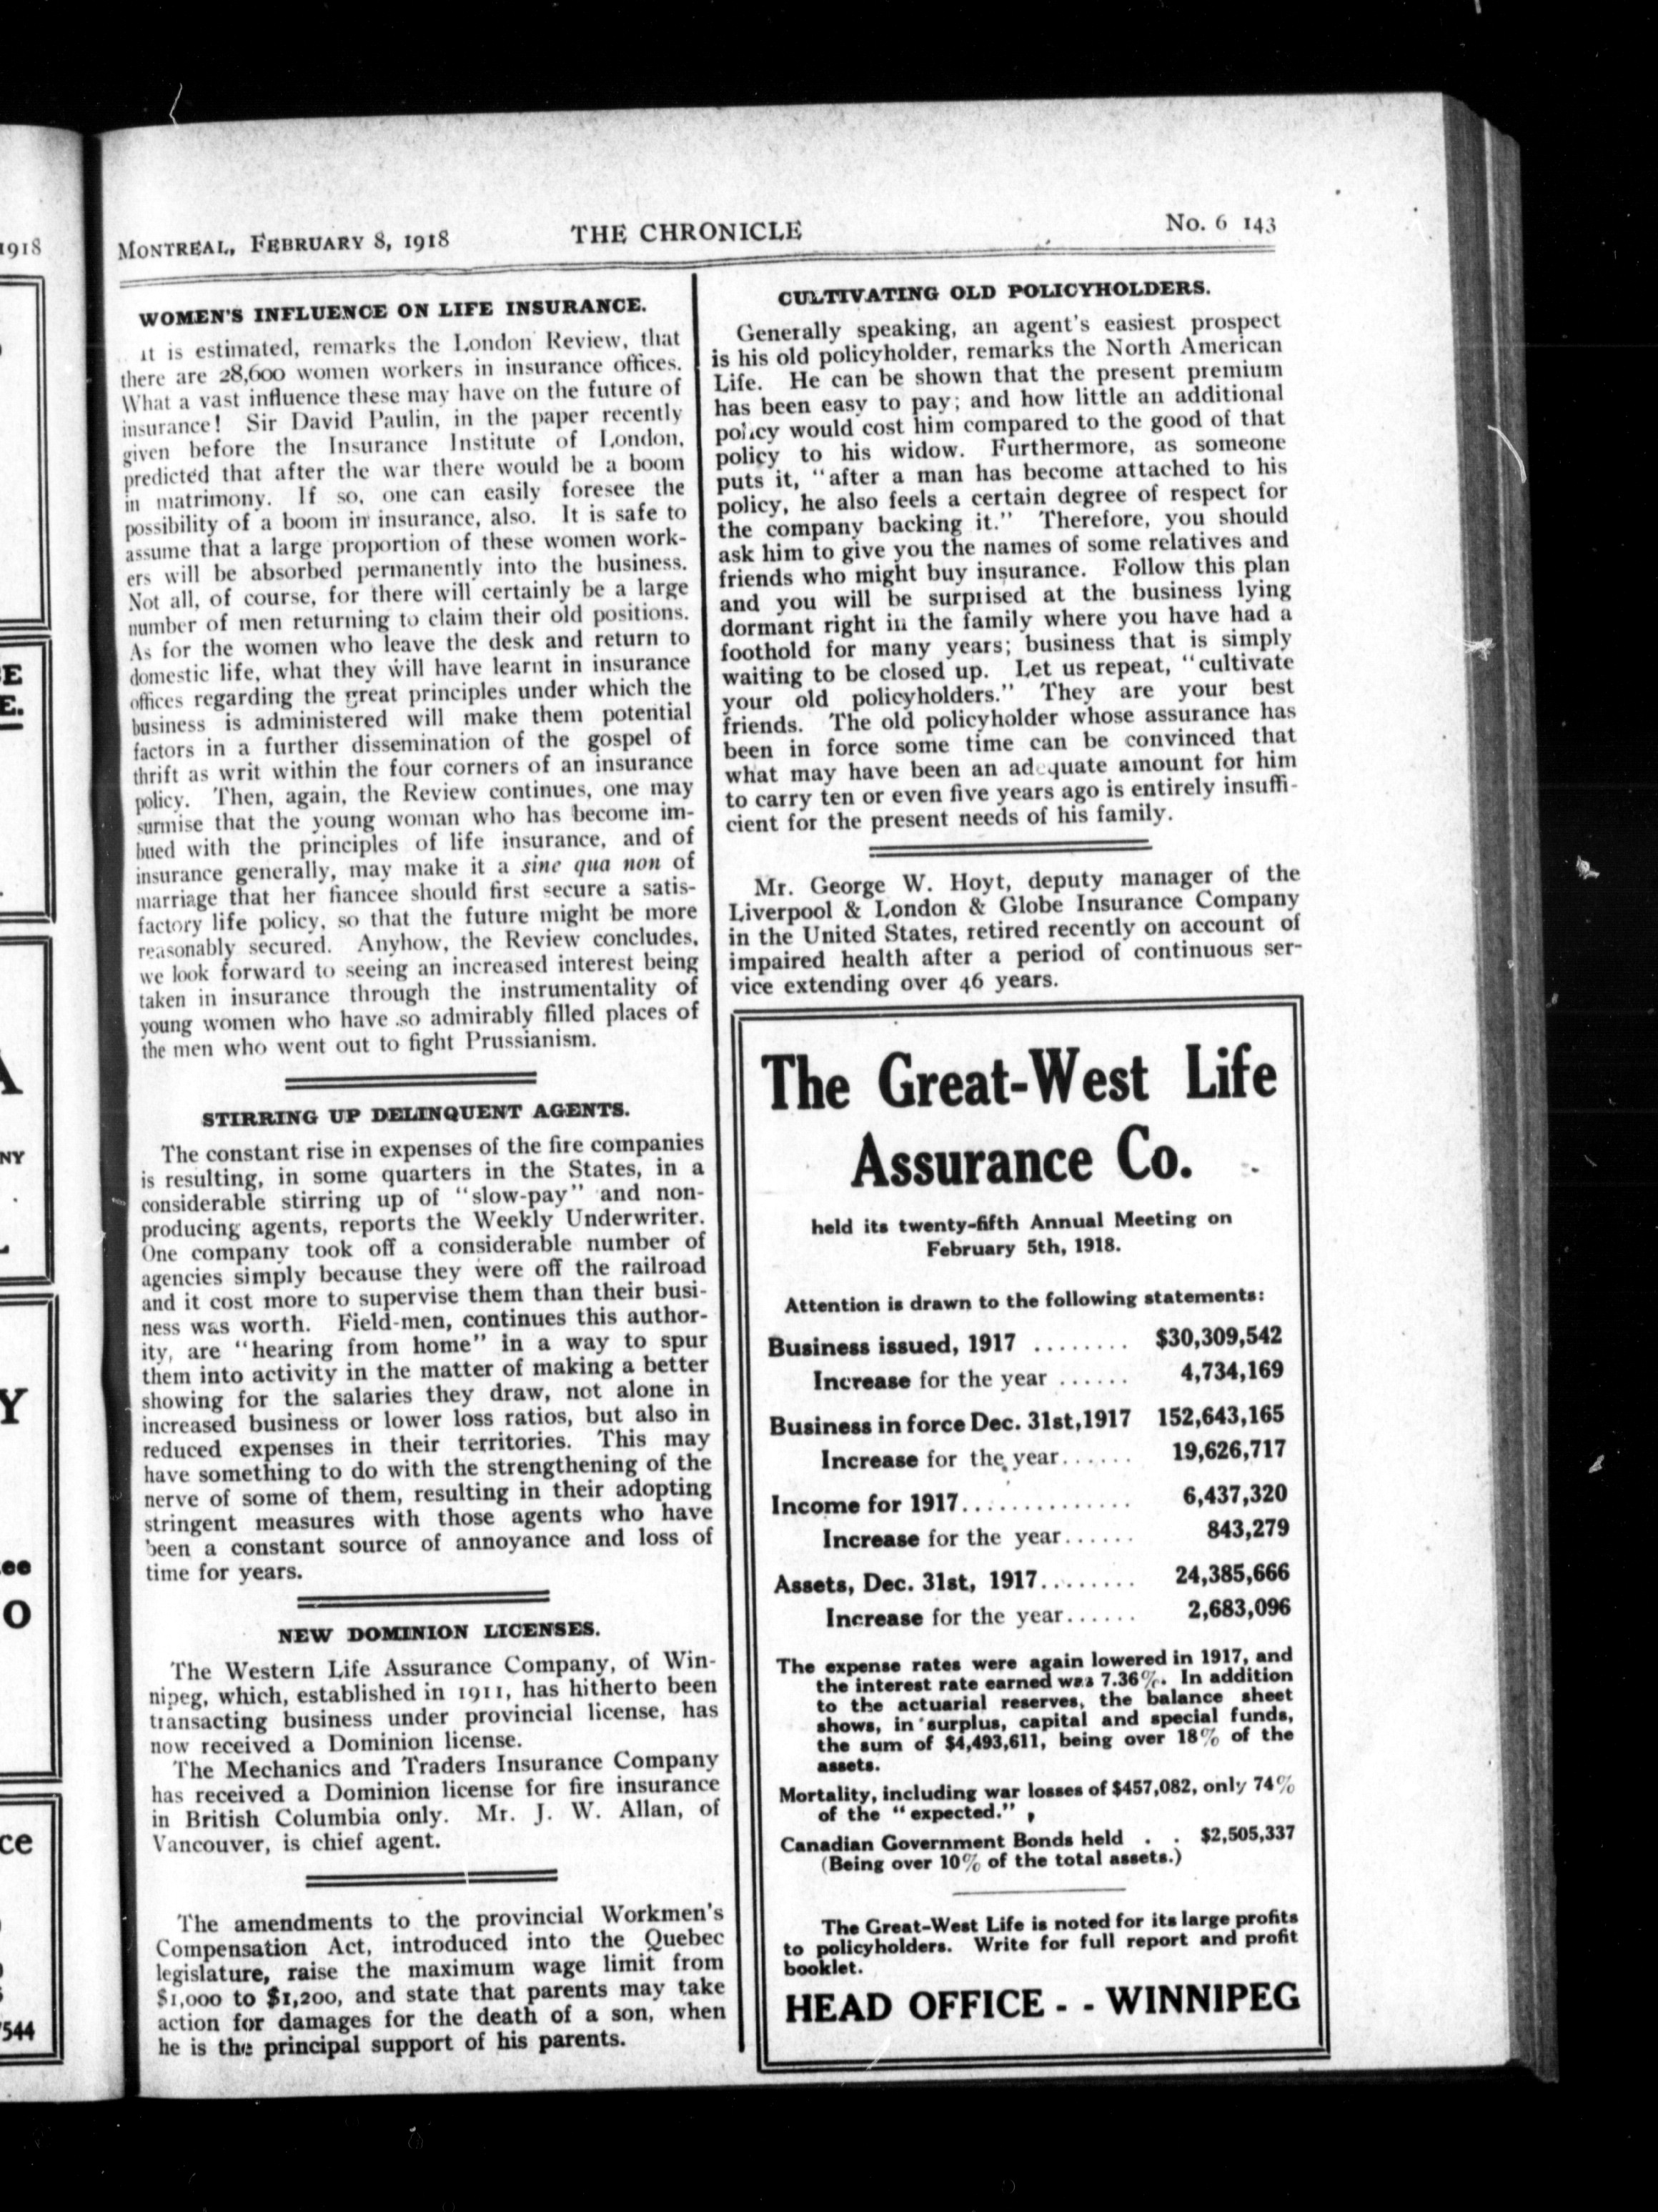 1918
MONTREAL, FEBRUARY 8, 1918
THE CHRONICLE
No. 6 143
WOMEN'S INFLUENCE ON LIFE INSURANCE.
It is estimated, remarks the London Review, that
there are 28,600 women workers in insurance offices.
What a vast influence these may have on the future of
insurance! Sir David Paulin, in the paper recently
given before the Insurance Institute of London,
predicted that after the war there would be a boom
in matrimony. If so, one can easily foresee the
possibility of a boom in insurance, also. It is safe to
assume that a large proportion of these women work-
ers will be absorbed permanently into the business.
Not all, of course, for there will certainly be a large
number of men returning to claim their old positions.
As for the women who leave the desk and return to
domestic life, what they will have learnt in insurance
offices regarding the great principles under which the
business is administered will make them potential
factors in a further dissemination of the gospel of
thrift as writ within the four corners of an insurance
policy. Then, again, the Review continues, one may
surmise that the young woman who has become im-
bued with the principles of life insurance, and of
insurance generally, may make it a sine qua non of
marriage that her fiancee should first secure a satis-
factory life policy, so that the future might be more
reasonably secured. Anyhow, the Review concludes,
we look forward to seeing an increased interest being
taken in insurance through the instrumentality of
young women who have so admirably filled places of
the men who went out to fight Prussianism.
STIRRING UP DELINQUENT AGENTS.
The constant rise in expenses of the fire companies
is resulting, in some quarters in the States, in a
considerable stirring up of "slow-pay" and non-
producing agents, reports the Weekly Underwriter.
One company took off a considerable number of
agencies simply because they were off the railroad
and it cost more to supervise them than their busi-
ness was worth. Field-men, continues this author-
ity, are "hearing from home" in a way to spur
them into activity in the matter of making a better
showing for the salaries they draw, not alone in
increased business or lower loss ratios, but also in
reduced expenses in their territories. This may
have something to do with the strengthening of the
nerve of some of them, resulting in their adopting
stringent measures with those agents who have
been a constant source of annoyance and loss of
time for years.
NEW DOMINION LICENSES.
The Western Life Assurance Company, of Win-
nipeg, which, established in 1911, has hitherto been
transacting business under provincial license, has
now received a Dominion license.
The Mechanics and Traders Insurance Company
has received a Dominion license for fire insurance
in British Columbia only. Mr. J. W. Allan, of
Vancouver, is chief agent.
The amendments to the provincial Workmen's
Compensation Act, introduced into the Quebec
legislature, raise the maximum wage limit from
$1,000 to $1,200, and state that parents may take
action for damages for the death of a son, when
he is the principal support of his parents.
CULTIVATING OLD POLICYHOLDERS.
Generally speaking, an agent's easiest prospect
is his old policyholder, remarks the North American
Life. He can be shown that the present premium
has been easy to pay; and how little an additional
policy would cost him compared to the good of that
policy to his widow. Furthermore, as someone
puts it, "after a man has become attached to his
policy, he also feels a certain degree of respect for
the company backing it." Therefore, you should
ask him to give you the names of some relatives and
friends who might buy insurance. Follow this plan
and you will be surprised at the business lying
dormant right in the family where you have had a
foothold for many years; business that is simply
waiting to be closed up. Let us repeat, "cultivate
your old policyholders." They are your best
friends. The old policyholder whose assurance has
been in force some time can be convinced that
what may have been an adequate amount for him
to carry ten or even five years ago is entirely insuffi-
cient for the present needs of his family.
Mr. George W. Hoyt, deputy manager of the
Liverpool & London & Globe Insurance Company
in the United States, retired recently on account of
impaired health after a period of continuous ser-
vice extending over 46 years.
The Great-West Life
Assurance Co.
held its twenty-fifth Annual Meeting on
February 5th, 1918.
Attention is drawn to the following statements:
Business issued, 1917 ........ $30,309,542
Increase for the year ...... 4,734,169
Business in force Dec. 31st, 1917 152,643,165
Increase for the year...... 19,626,717
Income for 1917.............. 6,437,320
Increase for the year...... 843,279
Assets, Dec. 31st, 1917........ 24,385,666
Increase for the year...... 2,683,096
The expense rates were again lowered in 1917, and
the interest rate earned was 7.36%. In addition
to the actuarial reserves, the balance sheet
shows, in surplus, capital and special funds,
the sum of $4,493,611, being over 18% of the
assets.
Mortality, including war losses of $457,082, only 74%
of the "expected."
Canadian Government Bonds held . . $2,505,337
(Being over 10% of the total assets.)
The Great-West Life is noted for its large profits
to policyholders. Write for full report and profit
booklet.
HEAD OFFICE - - WINNIPEG